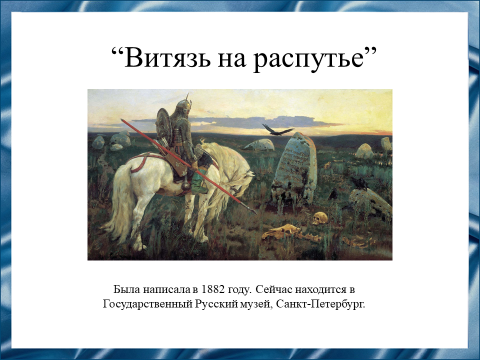 “Витязь на распутье”
Была написала в 1882 году. Сейчас находится в
Государственный Русский музей, Санкт-Петербург.